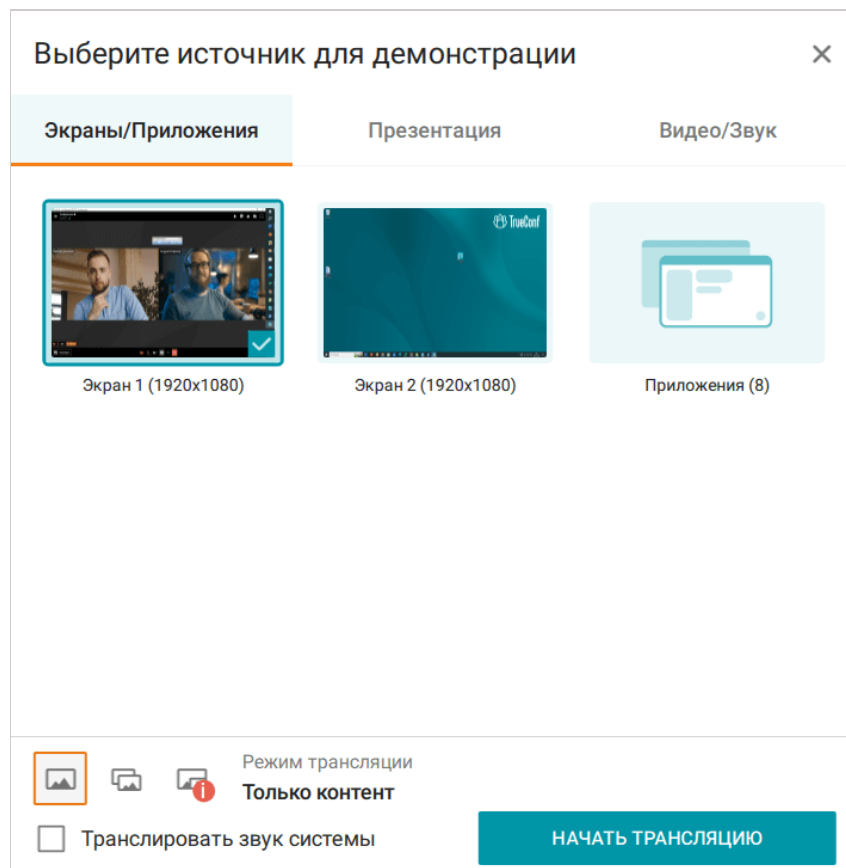 Выберите источник для демонстрации
Экраны/Приложения
Презентация
Видео/Звук
TrueConf
Экран 1 (1920x1080)
Экран 2 (1920x1080)
Приложения (8)
Режим трансляции
Только контент
Транслировать звук системы
НАЧАТЬ ТРАНСЛЯЦИЮ